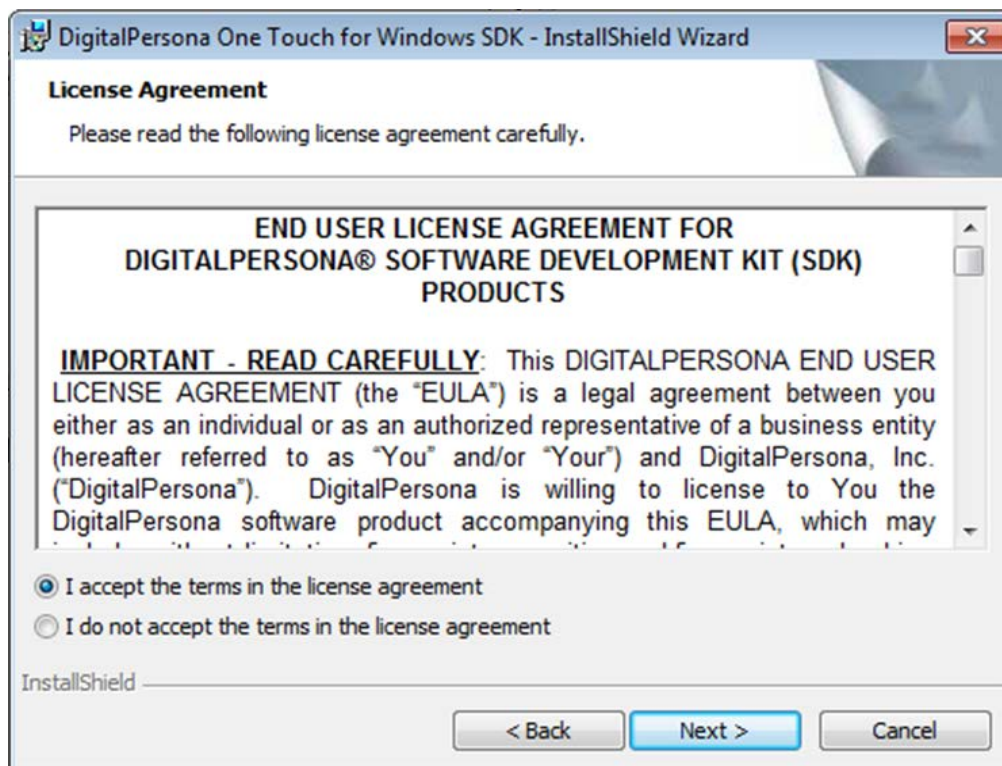 DigitalPersona One Touch for Windows SDK - InstallShield Wizard
License Agreement
Please read the following license agreement carefully.
END USER LICENSE AGREEMENT FOR
DIGITALPERSONA® SOFTWARE DEVELOPMENT KIT (SDK)
PRODUCTS
IMPORTANT - READ CAREFULLY: This DIGITALPERSONA END USER
LICENSE AGREEMENT (the “EULA”) is a legal agreement between you
either as an individual or as an authorized representative of a business entity
(hereafter referred to as “You” and/or “Your”) and DigitalPersona, Inc.
(“DigitalPersona”). DigitalPersona is willing to license to You the
DigitalPersona software product accompanying this EULA, which may
I accept the terms in the license agreement
I do not accept the terms in the license agreement
InstallShield
< Back
Next >
Cancel